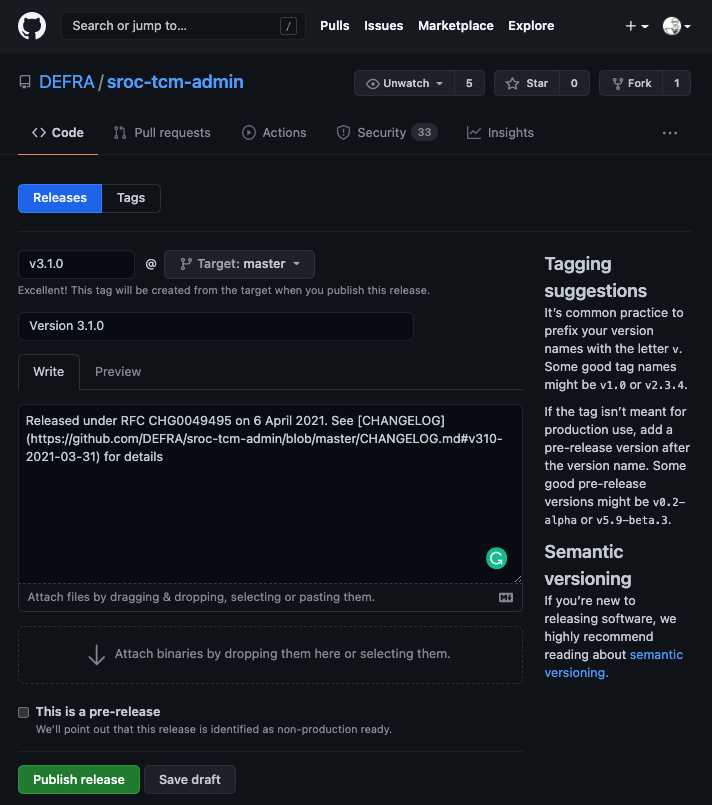 Search or jump to... /
Pulls Issues Marketplace Explore
DEFRA / sroc-tcm-admin
Unwatch 5 Star 0 Fork 1
<> Code Pull requests Actions Security 33 Insights ...
Releases Tags
v3.1.0 @ Target: master
Excellent! This tag will be created from the target when you publish this release.
Version 3.1.0
Write Preview
Released under RFC CHG0049495 on 6 April 2021. See [CHANGELOG]
(https://github.com/DEFRA/sroc-tcm-admin/blob/master/CHANGELOG.md#v310-
2021-03-31) for details
Attach files by dragging & dropping, selecting or pasting them.
Attach binaries by dropping them here or selecting them.
This is a pre-release
We'll point out that this release is identified as non-production ready.
Publish release Save draft
Tagging
suggestions
It's common practice to
prefix your version
names with the letter v.
Some good tag names
might be v1.0 or v2.3.4.
If the tag isn't meant for
production use, add a
pre-release version after
the version name. Some
good pre-release
versions might be v0.2-
alpha or v5.9-beta.3.
Semantic
versioning
If you're new to
releasing software, we
highly recommend
reading about semantic
versioning.